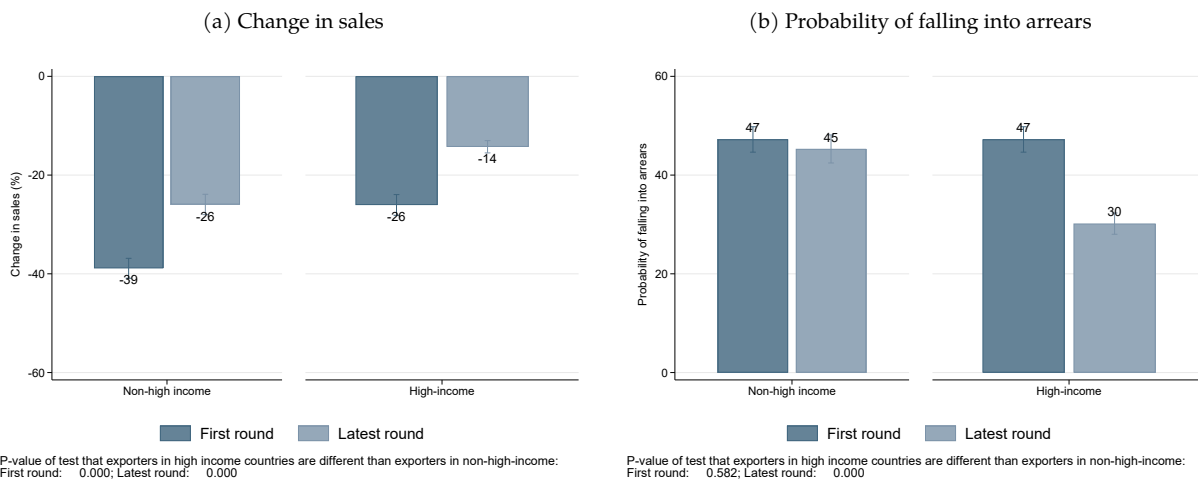 (a) Change in sales
0
-20
-40
-60
Change in sales (%)
-39
-26
-26
-14
Non-high income
High-income
First round
Latest round
P-value of test that exporters in high income countries are different than exporters in non-high-income:
First round: 0.000; Latest round: 0.000
(b) Probability of falling into arrears
60
40
20
0
Probability of falling into arrears
47
45
47
30
Non-high income
High-income
First round
Latest round
P-value of test that exporters in high income countries are different than exporters in non-high-income:
First round: 0.582; Latest round: 0.000